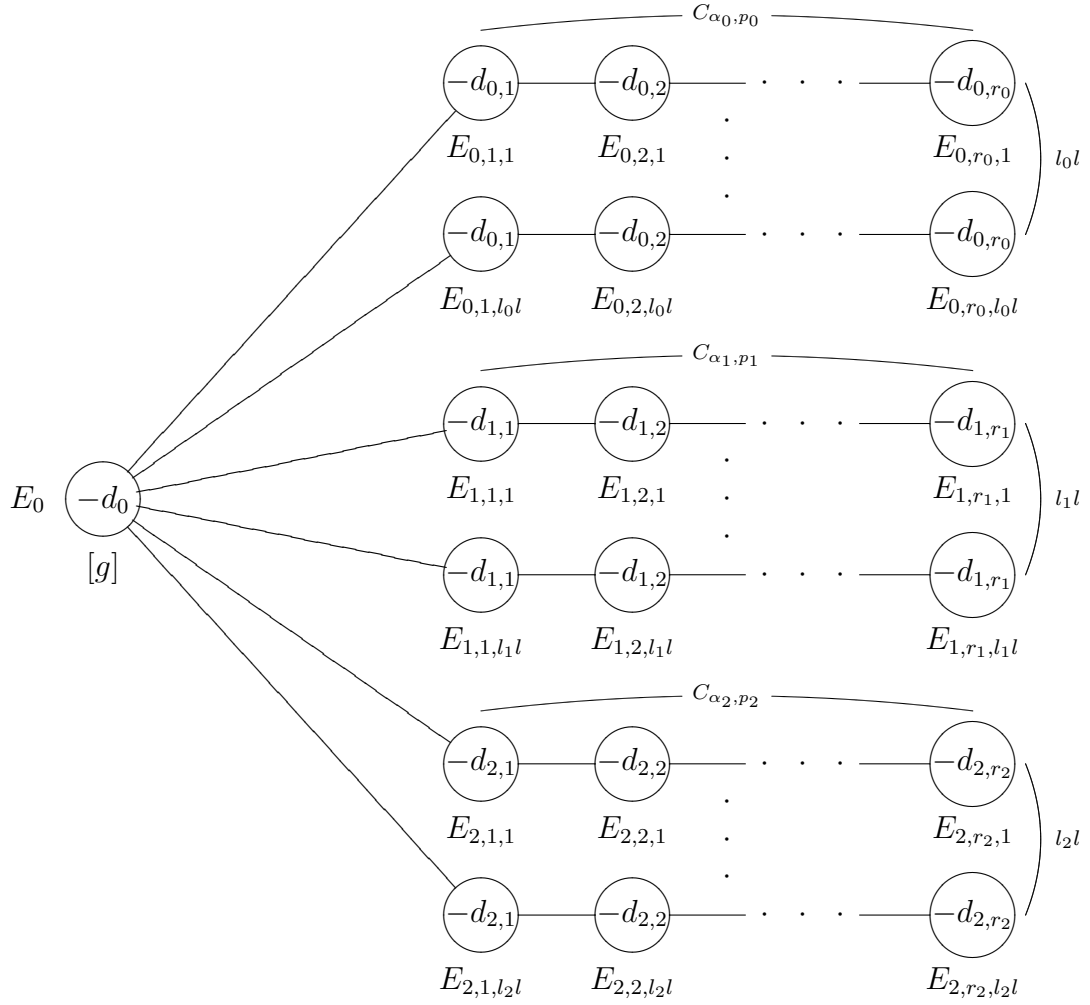 C_{α_0,p_0}
−d_{0,1} −d_{0,2} · · · −d_{0,r_0}
E_{0,1,1} E_{0,2,1} E_{0,r_0,1}
l_0l
−d_{0,1} −d_{0,2} · · · −d_{0,r_0}
E_{0,1,l_0l} E_{0,2,l_0l} E_{0,r_0,l_0l}
C_{α_1,p_1}
−d_{1,1} −d_{1,2} · · · −d_{1,r_1}
E_{1,1,1} E_{1,2,1} E_{1,r_1,1}
E_0 −d_0
l_1l
[g]
−d_{1,1} −d_{1,2} · · · −d_{1,r_1}
E_{1,1,l_1l} E_{1,2,l_1l} E_{1,r_1,l_1l}
C_{α_2,p_2}
−d_{2,1} −d_{2,2} · · · −d_{2,r_2}
E_{2,1,1} E_{2,2,1} E_{2,r_2,1}
l_2l
−d_{2,1} −d_{2,2} · · · −d_{2,r_2}
E_{2,1,l_2l} E_{2,2,l_2l} E_{2,r_2,l_2l}